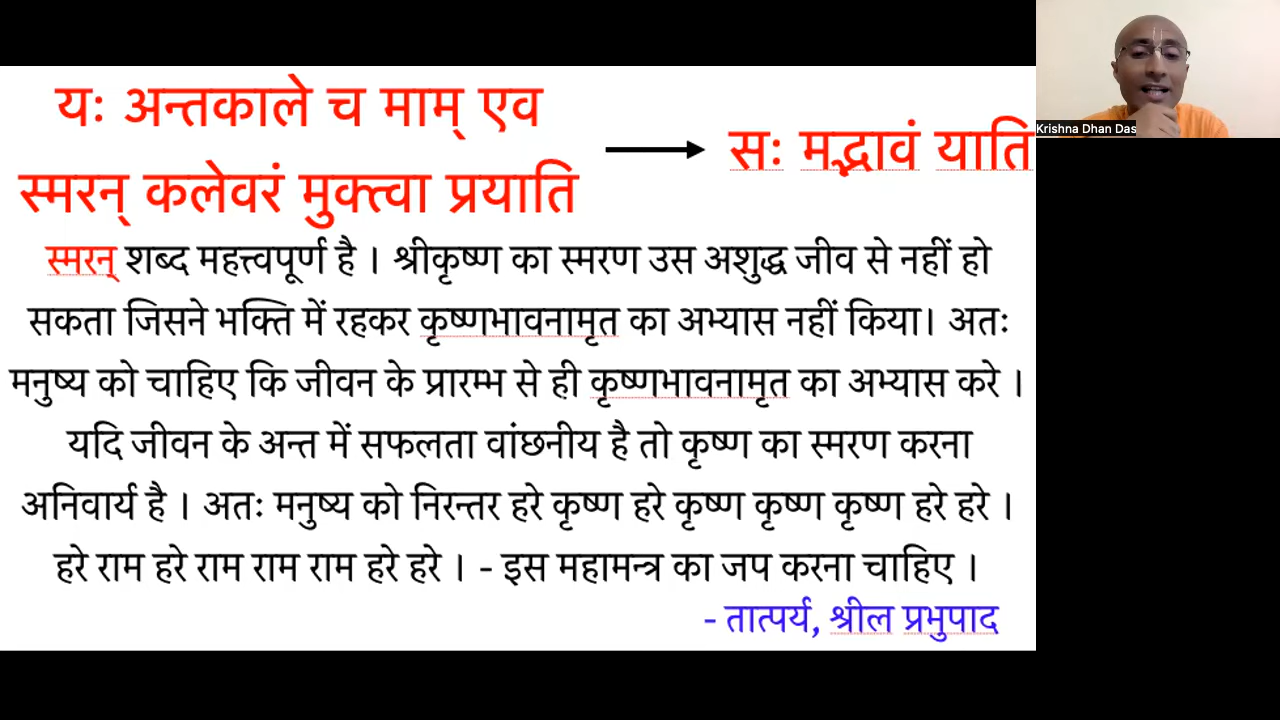 यः अन्तकाले च माम् एव
स्मरन् कलेवरं मुक्त्वा प्रयाति
सः मद्भावं याति
स्मरन् शब्द महत्त्वपूर्ण है । श्रीकृष्ण का स्मरण उस अशुद्ध जीव से नहीं हो
सकता जिसने भक्ति में रहकर कृष्णभावनामृत का अभ्यास नहीं किया। अतः
मनुष्य को चाहिए कि जीवन के प्रारम्भ से ही कृष्णभावनामृत का अभ्यास करे ।
यदि जीवन के अन्त में सफलता वांछनीय है तो कृष्ण का स्मरण करना
अनिवार्य है । अतः मनुष्य को निरन्तर हरे कृष्ण हरे कृष्ण कृष्ण कृष्ण हरे हरे ।
हरे राम हरे राम राम राम हरे हरे । - इस महामन्त्र का जप करना चाहिए ।
- तात्पर्य, श्रील प्रभुपाद
Krishna Dhan Das